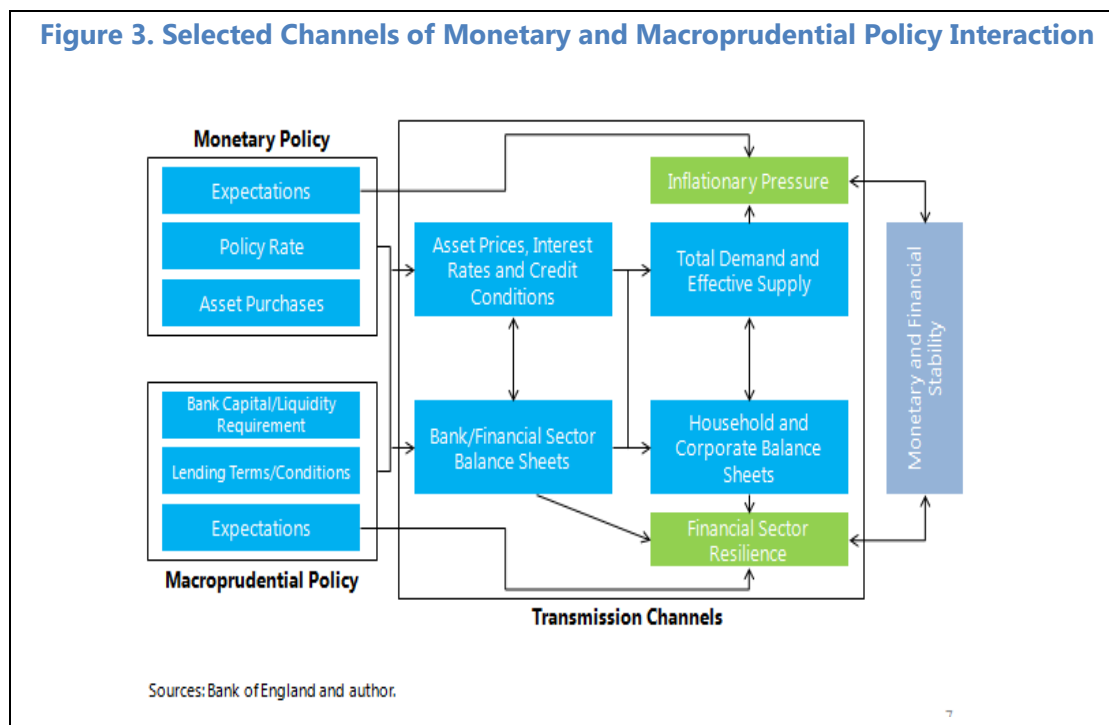 Figure 3. Selected Channels of Monetary and Macroprudential Policy Interaction
Monetary Policy
Expectations
Policy Rate
Asset Purchases
Bank Capital/Liquidity
Requirement
Lending Terms/Conditions
Expectations
Macroprudential Policy
Asset Prices, Interest
Rates and Credit
Conditions
Bank/Financial Sector
Balance Sheets
Inflationary Pressure
Total Demand and
Effective Supply
Household and
Corporate Balance
Sheets
Financial Sector
Resilience
Transmission Channels
Monetary and Financial
Stability
Sources: Bank of England and author.